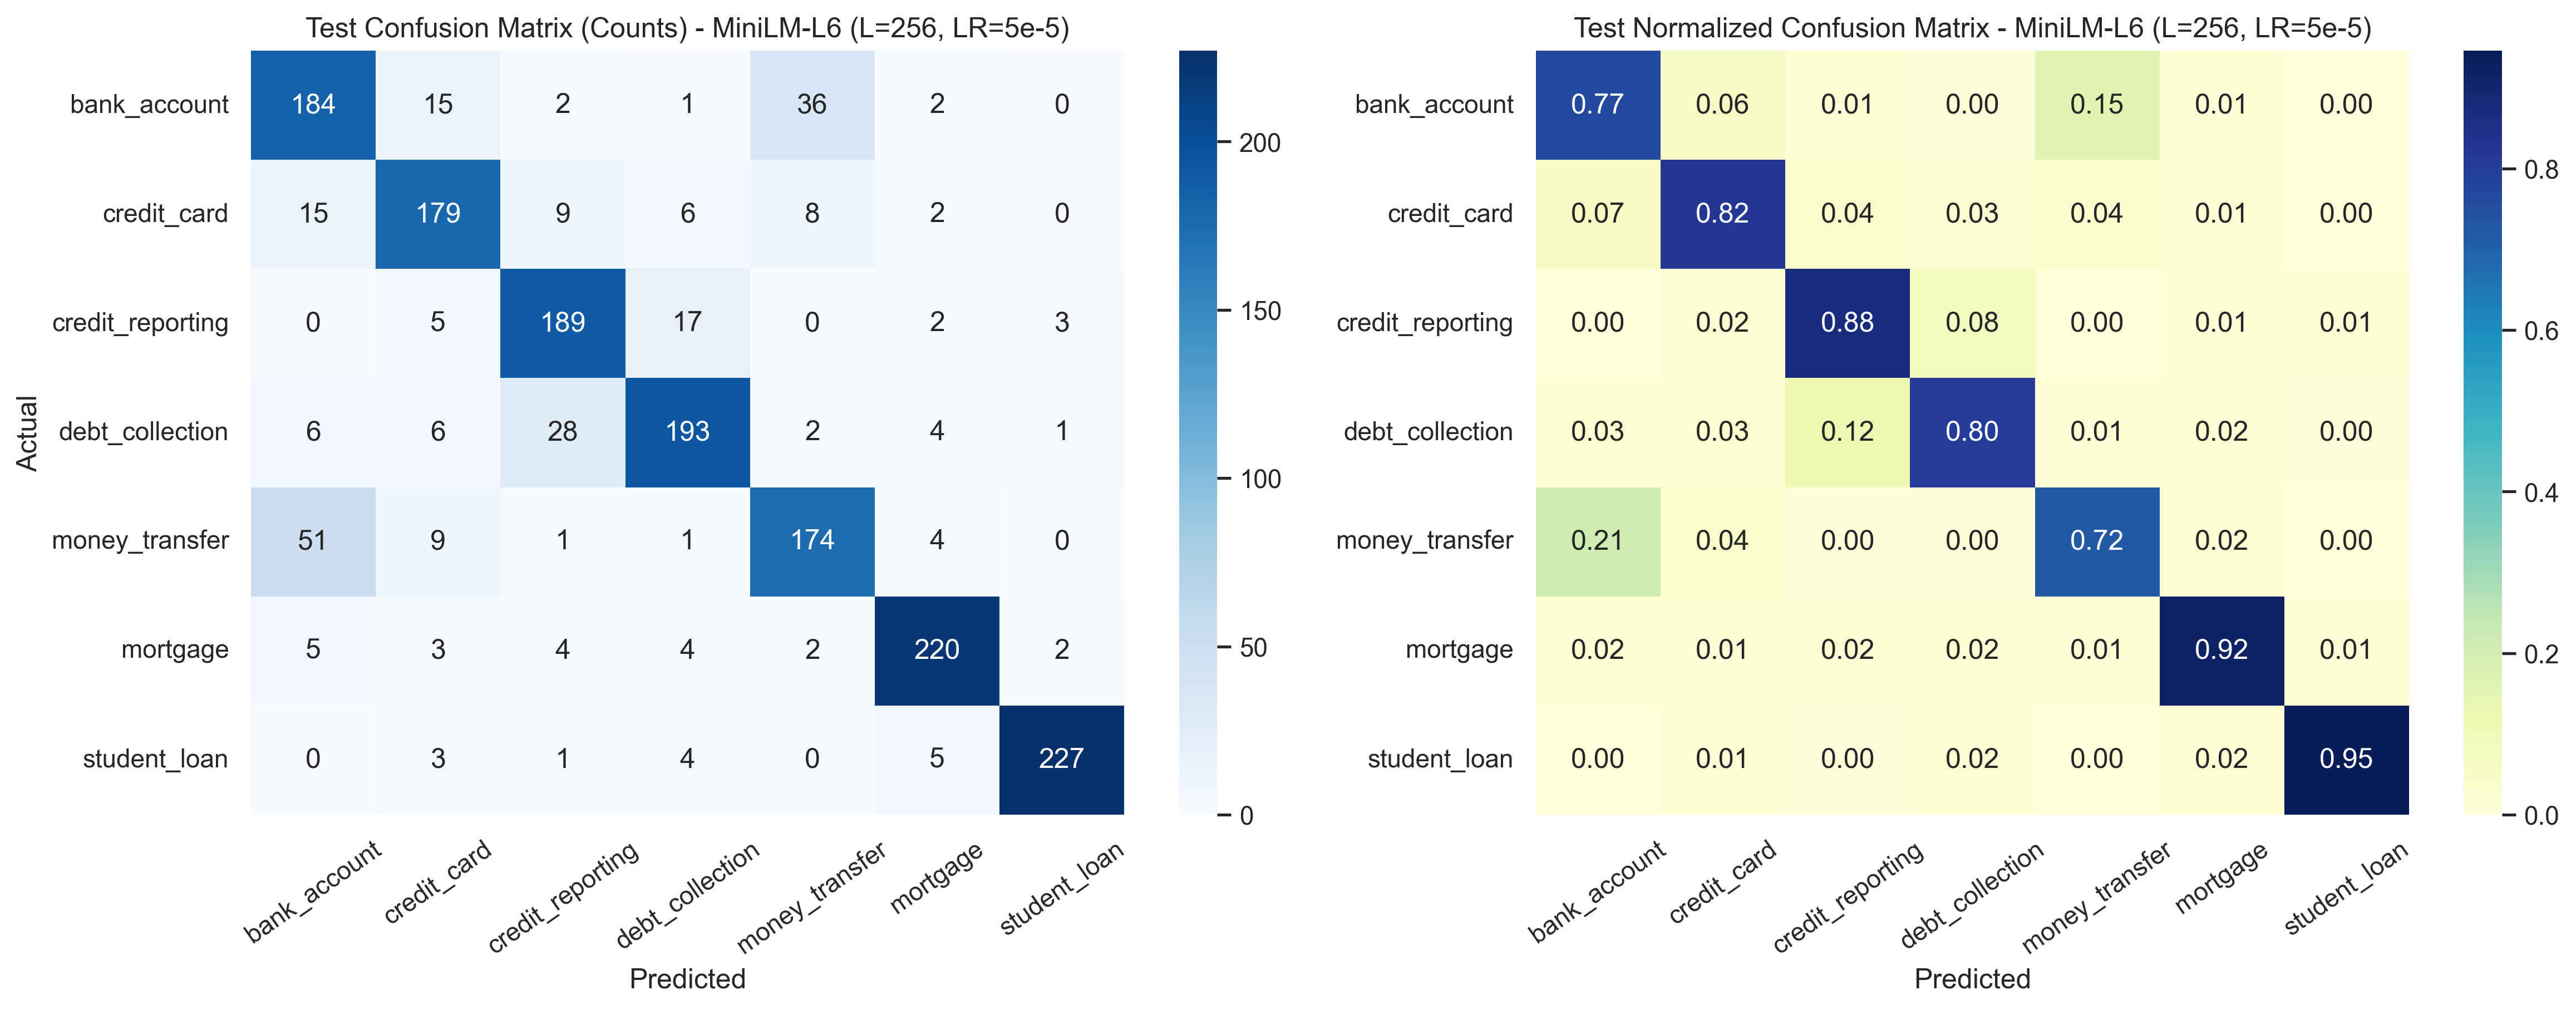 Test Confusion Matrix (Counts) - MiniLM-L6 (L=256, LR=5e-5)
bank_account 184 15 2 1 36 2 0
credit_card 15 179 9 6 8 2 0
credit_reporting 0 5 189 17 0 2 3
debt_collection 6 6 28 193 2 4 1
money_transfer 51 9 1 1 174 4 0
mortgage 5 3 4 4 2 220 2
student_loan 0 3 1 4 0 5 227
Actual
bank_account credit_card credit_reporting debt_collection money_transfer mortgage student_loan
Predicted
200
150
100
50
0
Test Normalized Confusion Matrix - MiniLM-L6 (L=256, LR=5e-5)
bank_account 0.77 0.06 0.01 0.00 0.15 0.01 0.00
credit_card 0.07 0.82 0.04 0.03 0.04 0.01 0.00
credit_reporting 0.00 0.02 0.88 0.08 0.00 0.01 0.01
debt_collection 0.03 0.03 0.12 0.80 0.01 0.02 0.00
money_transfer 0.21 0.04 0.00 0.00 0.72 0.02 0.00
mortgage 0.02 0.01 0.02 0.02 0.01 0.92 0.01
student_loan 0.00 0.01 0.00 0.02 0.00 0.02 0.95
bank_account credit_card credit_reporting debt_collection money_transfer mortgage student_loan
Predicted
0.8
0.6
0.4
0.2
0.0